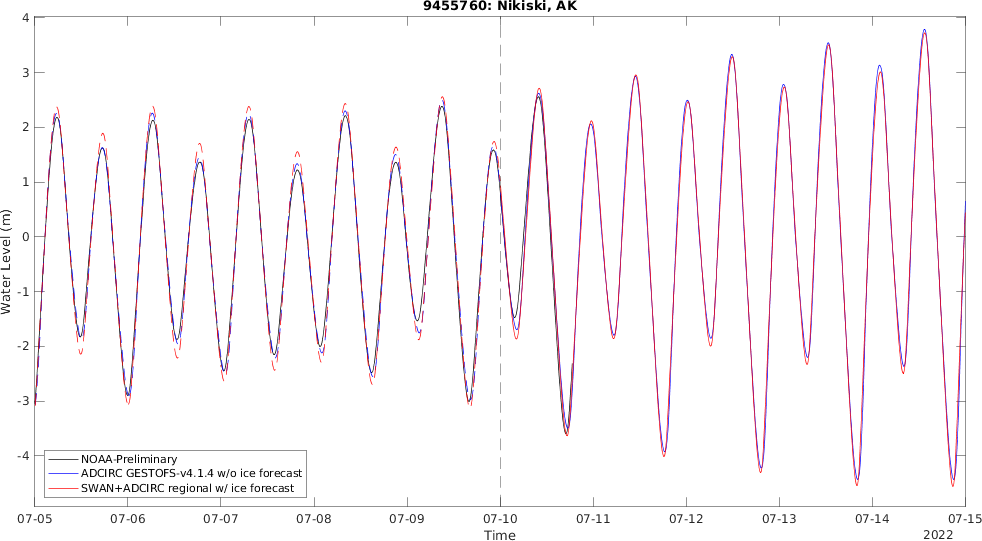 9455760: Nikiski, AK
4
3
2
1
0
-1
-2
-3
-4
Water Level (m)
NOAA-Preliminary
ADCIRC GESTOFS-v4.1.4 w/o ice forecast
SWAN+ADCIRC regional w/ ice forecast
07-05 07-06 07-07 07-08 07-09 07-10 07-11 07-12 07-13 07-14 07-15
Time
2022